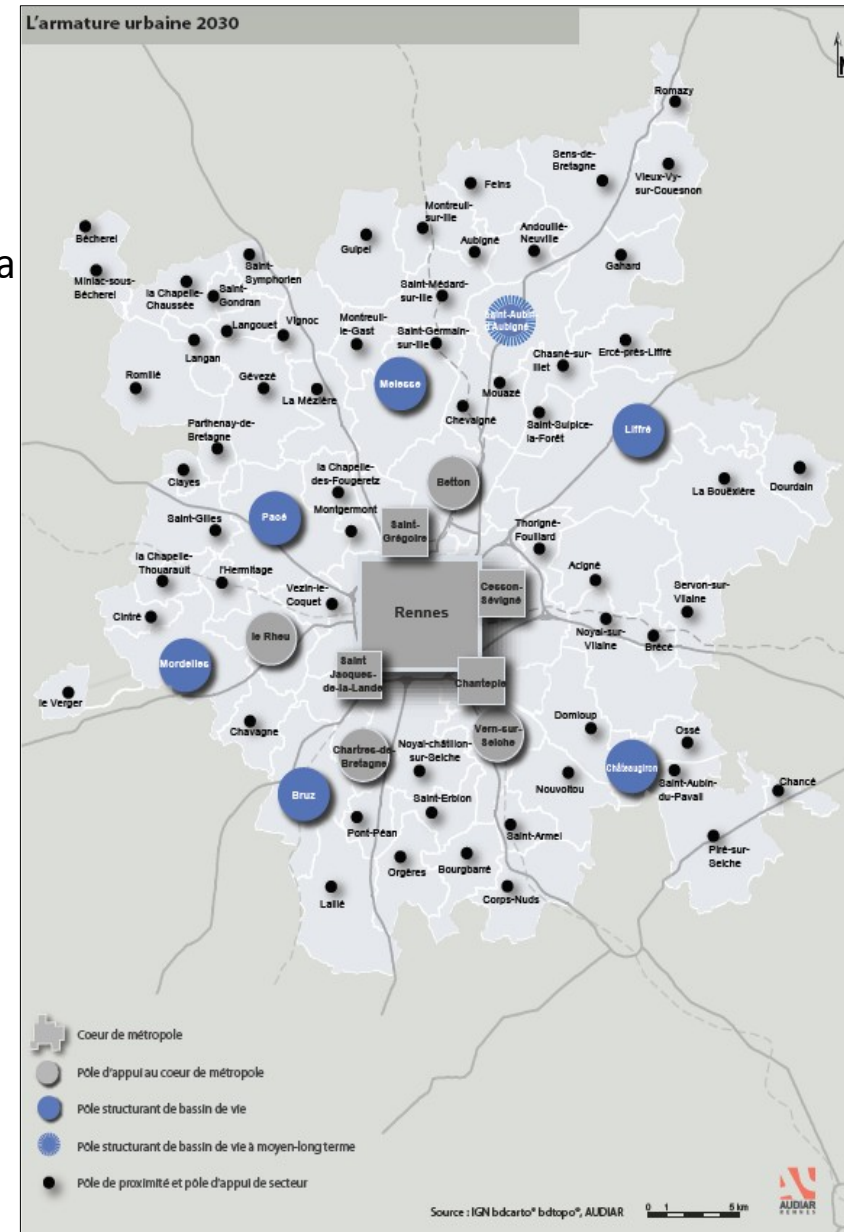 L'armature urbaine 2030
a
N
Romazy
Sens-de-
Bretagne
Vieux-Vy-
sur-Couesnon
Feins
Montreuil-
sur-Ille
Andouillé-
Neuville
Aubigné
Guipel
Gahard
Bécherel
Miniac-sous-
Bécherel
Saint-
Symphorien
la Chapelle-
Chaussée
Saint-
Gondran
Saint-Médard-
sur-Ille
Saint-Aubin-
d'Aubigné
Langouet
Vignoc
Montreuil-
le-Gast
Saint-Germain-
sur-Ille
Langan
Chasné-sur-
Illet
Ercé-près-Liffré
Romillé
Gévezé
La Mézière
Melesse
Mouazé
Chevaigné
Saint-Sulpice-
la-Forêt
Liffré
Parthenay-de-
Bretagne
Clayes
la Chapelle-
des-Fougeretz
Betton
La Bouëxière
Dourdain
Saint-Gilles
Pacé
Montgermont
Saint-
Grégoire
Thorigné-
Fouillard
la Chapelle-
Thouarault
l'Hermitage
Vezin-le-
Coquet
Rennes
Cesson-
Sévigné
Acigné
Servon-sur-
Vilaine
Cintré
le Rheu
Noyal-sur-
Vilaine
Brécé
Mordelles
Saint
Jacques-
de-la-Lande
Chantepie
le Verger
Chavagne
Chartres-de-
Bretagne
Noyal-châtillon-
sur-Seiche
Vern-sur-
Seiche
Domloup
Ossé
Châteaugiron
Saint-Aubin-
du-Pavail
Chancé
Nouvoitou
Bruz
Saint-Erblon
Pont-Péan
Saint-Armel
Piré-sur-
Seiche
Orgères
Bourgbarré
Laillé
Corps-Nuds
Coeur de métropole
Pôle d'appui au coeur de métropole
Pôle structurant de bassin de vie
Pôle structurant de bassin de vie à moyen-long terme
Pôle de proximité et pôle d'appui de secteur
Source : IGN bdcarto® bdtopo®, AUDIAR
0 1 5 km
AUDIAR
RENNES